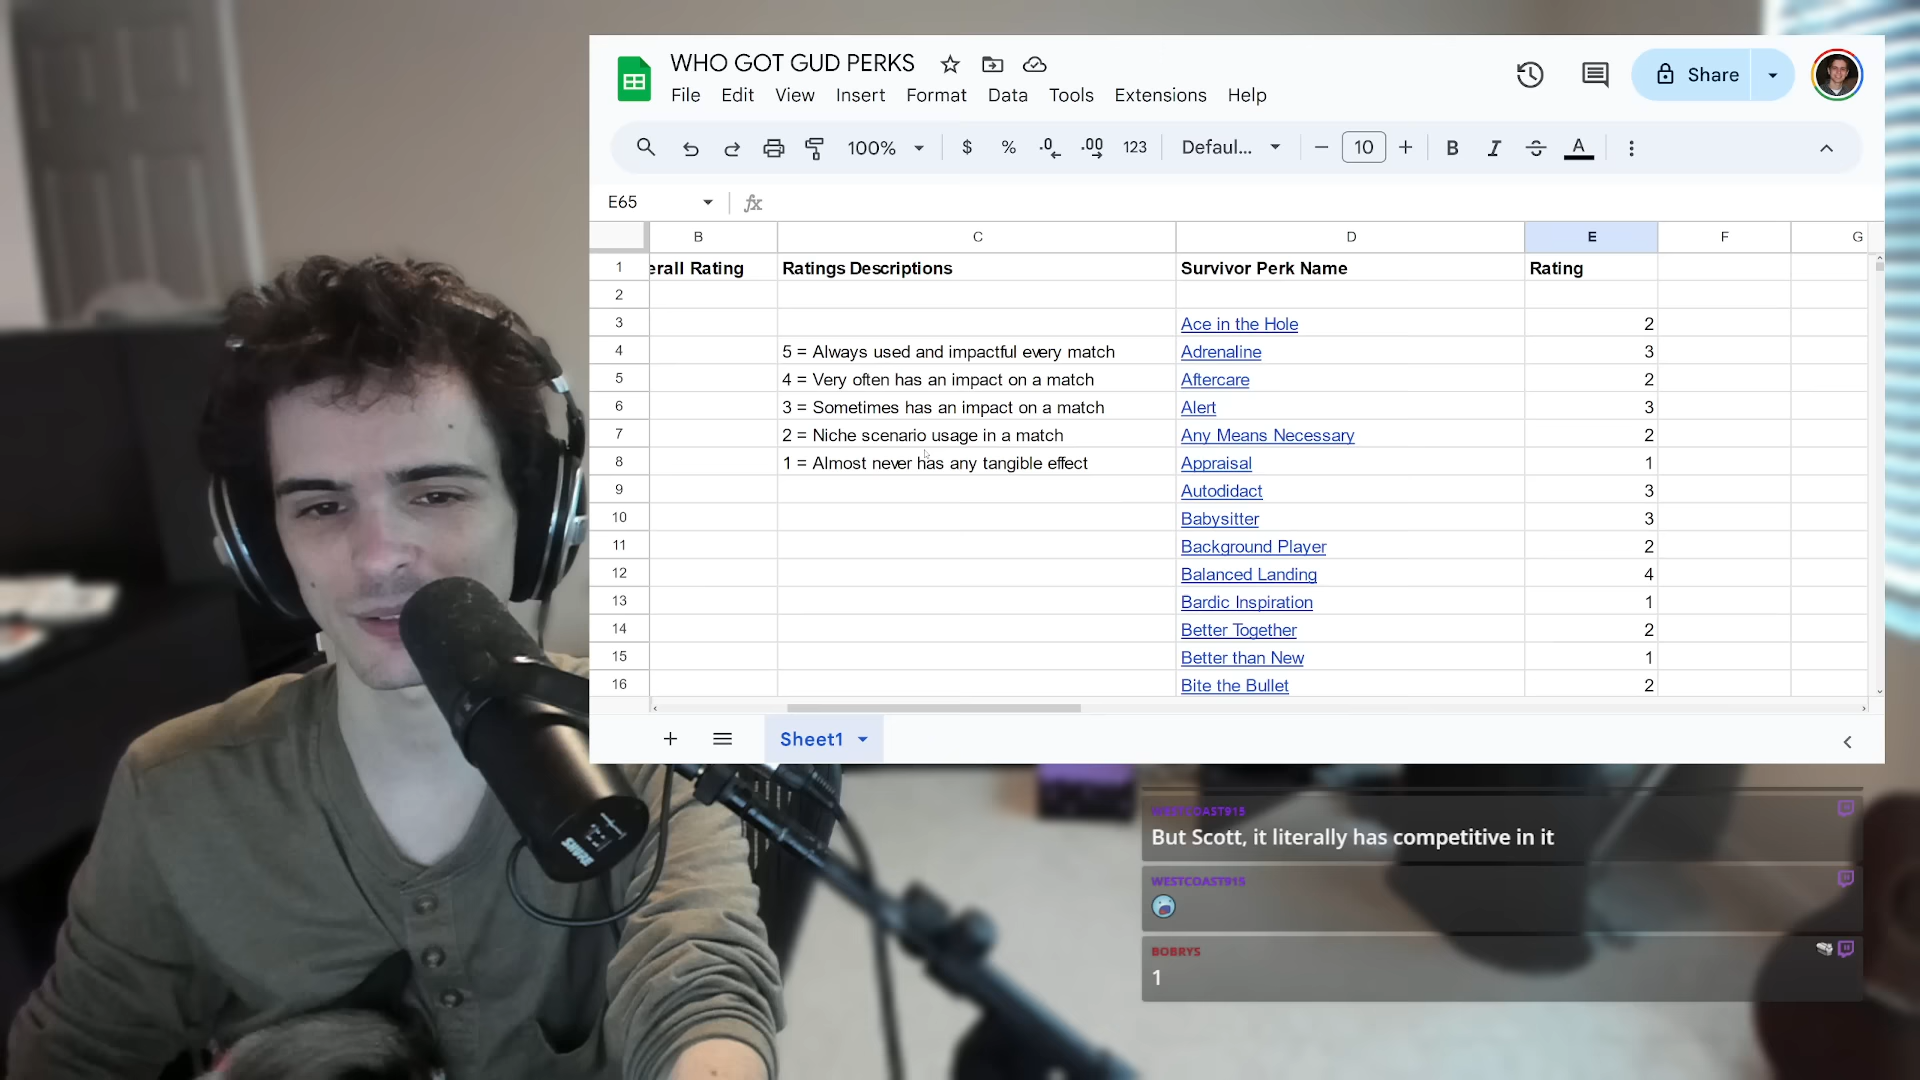 WHO GOT GUD PERKS
File Edit View Insert Format Data Tools Extensions Help
Share
100% $ % .0 .00 123 Defaul... 10 B I S A
E65 fx
B C D E F G
1 erall Rating Ratings Descriptions Survivor Perk Name Rating
2
3 Ace in the Hole 2
4 5 = Always used and impactful every match Adrenaline 3
5 4 = Very often has an impact on a match Aftercare 2
6 3 = Sometimes has an impact on a match Alert 3
7 2 = Niche scenario usage in a match Any Means Necessary 2
8 1 = Almost never has any tangible effect Appraisal 1
9 Autodidact 3
10 Babysitter 3
11 Background Player 2
12 Balanced Landing 4
13 Bardic Inspiration 1
14 Better Together 2
15 Better than New 1
16 Bite the Bullet 2
Sheet1
WESTCOAST915
But Scott, it literally has competitive in it
WESTCOAST915
BOBRYS
1
SHURE